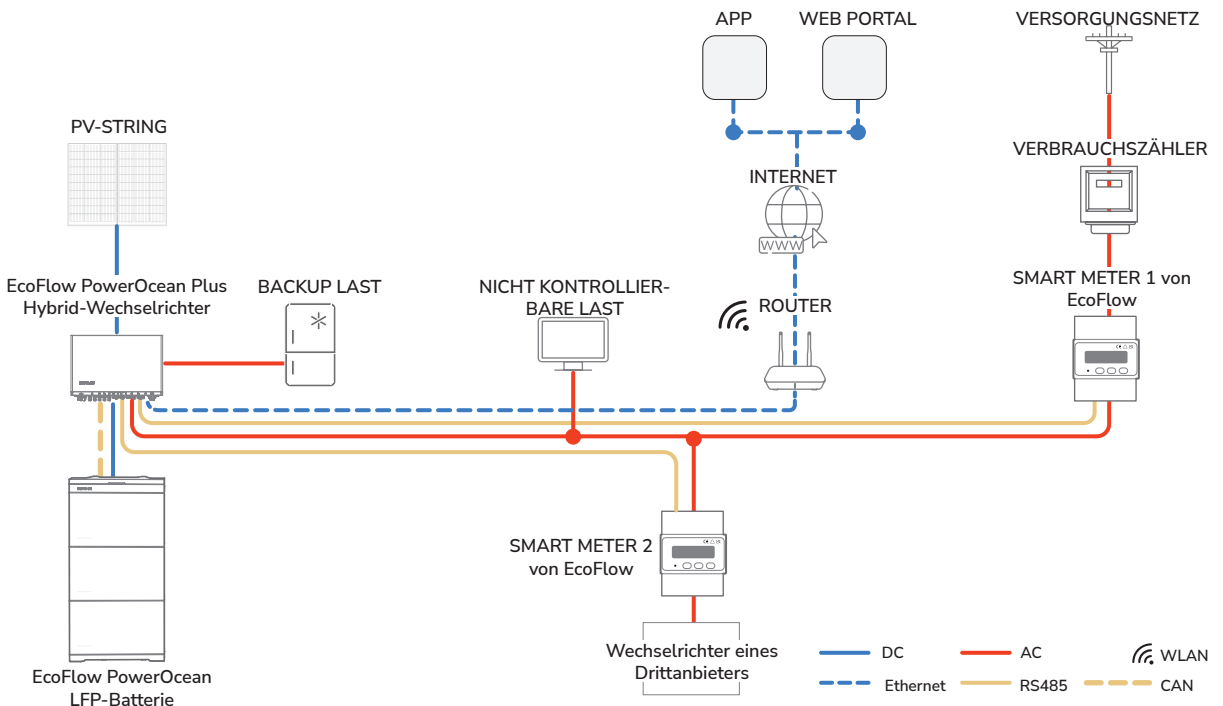 APP
WEB PORTAL
VERSORGUNGSNETZ
PV-STRING
VERBRAUCHSZÄHLER
INTERNET
WWW
EcoFlow PowerOcean Plus
Hybrid-Wechselrichter
BACKUP LAST
NICHT KONTROLLIER-
BARE LAST
ROUTER
SMART METER 1 von
EcoFlow
SMART METER 2
von EcoFlow
Wechselrichter eines
Drittanbieters
EcoFlow PowerOcean
LFP-Batterie
DC
AC
WLAN
Ethernet
RS485
CAN